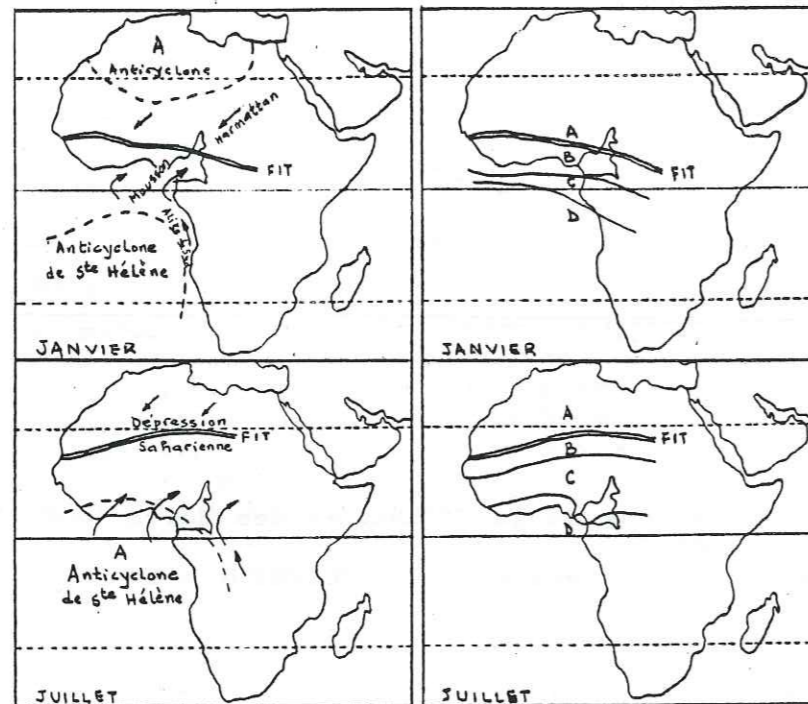 A
Anticyclone
Harmattan
FIT
Mousson
Alizé
Anticyclone
de Ste Hélène
JANVIER
A
B
FIT
C
D
JANVIER
Dépression
FIT
Saharienne
A
Anticyclone
de Ste Hélène
JUILLET
A
FIT
B
C
D
JUILLET